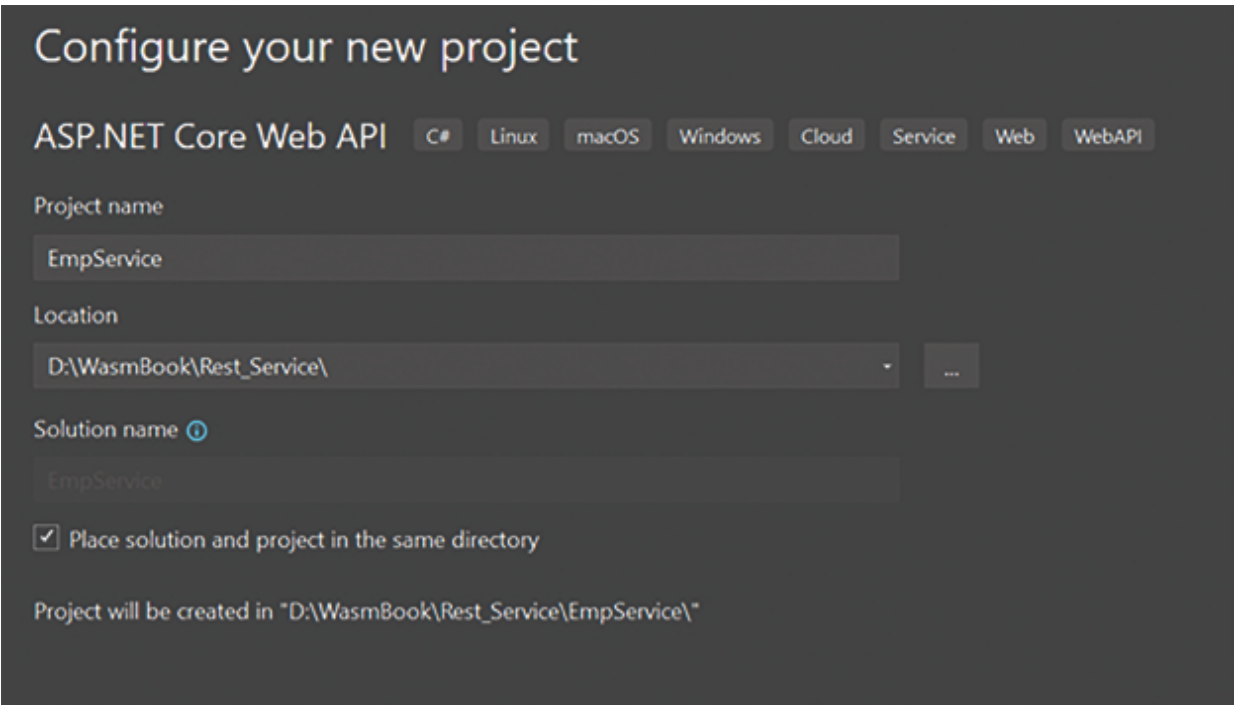 Configure your new project
ASP.NET Core Web API C# Linux macOS Windows Cloud Service Web WebAPI
Project name
EmpService
Location
D:\WasmBook\Rest_Service\
...
Solution name
EmpService
Place solution and project in the same directory
Project will be created in "D:\WasmBook\Rest_Service\EmpService\"